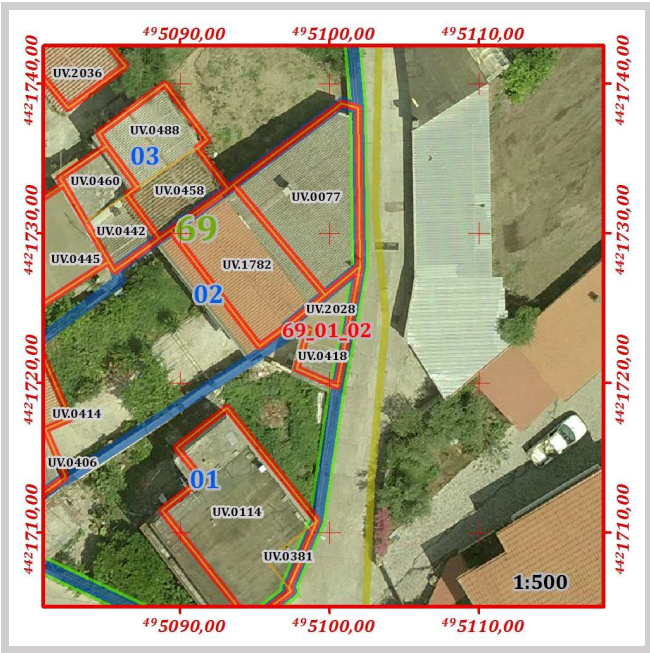 ⁴⁹5090,00 ⁴⁹5100,00 ⁴⁹5110,00
⁴⁴²1740,00
⁴⁴²1740,00
UV.2036
UV.0488
03
UV.0460
UV.0458
UV.0077
⁴⁴²1730,00
⁴⁴²1730,00
69
UV.0442
UV.0445
UV.1782
02
UV.2028
69_01_02
UV.0418
⁴⁴²1720,00
⁴⁴²1720,00
UV.0414
UV.0406
01
UV.0114
⁴⁴²1710,00
⁴⁴²1710,00
UV.0381
1:500
⁴⁹5090,00 ⁴⁹5100,00 ⁴⁹5110,00